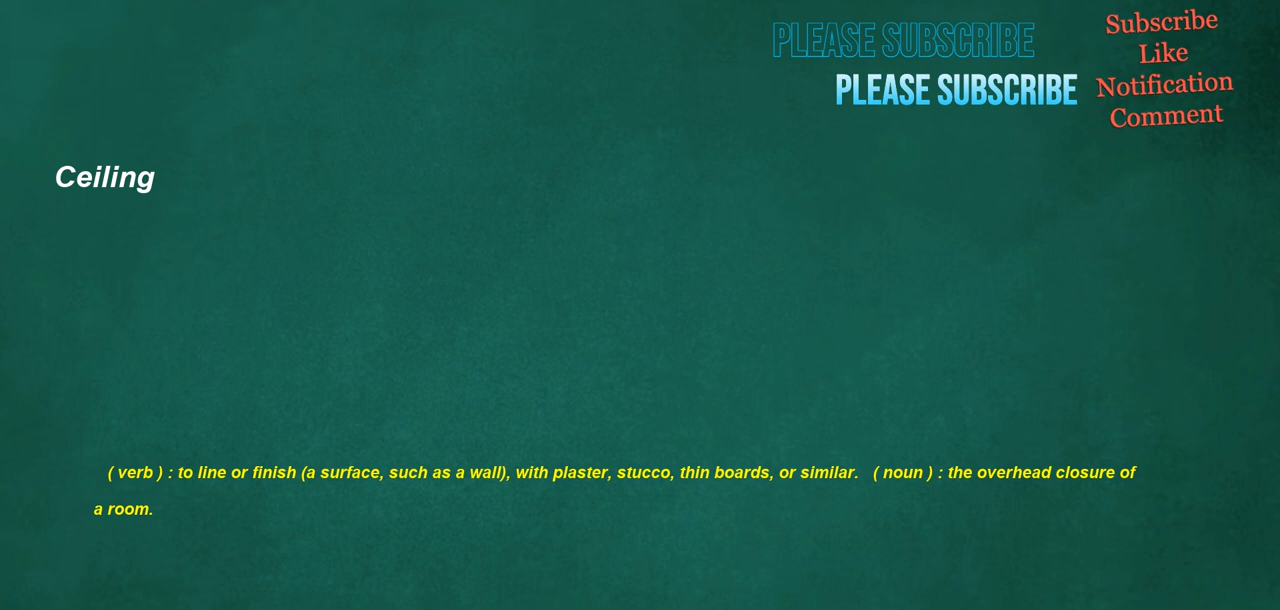 PLEASE SUBSCRIBE
PLEASE SUBSCRIBE
Subscribe
Like
Notification
Comment
Ceiling
( verb ) : to line or finish (a surface, such as a wall), with plaster, stucco, thin boards, or similar.   ( noun ) : the overhead closure of
a room.